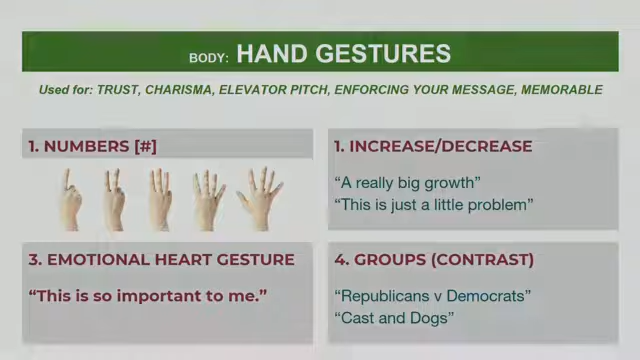 BODY: HAND GESTURES
Used for: TRUST, CHARISMA, ELEVATOR PITCH, ENFORCING YOUR MESSAGE, MEMORABLE
1. NUMBERS [#]
1. INCREASE/DECREASE
“A really big growth”
“This is just a little problem”
3. EMOTIONAL HEART GESTURE
“This is so important to me.”
4. GROUPS (CONTRAST)
“Republicans v Democrats”
“Cast and Dogs”